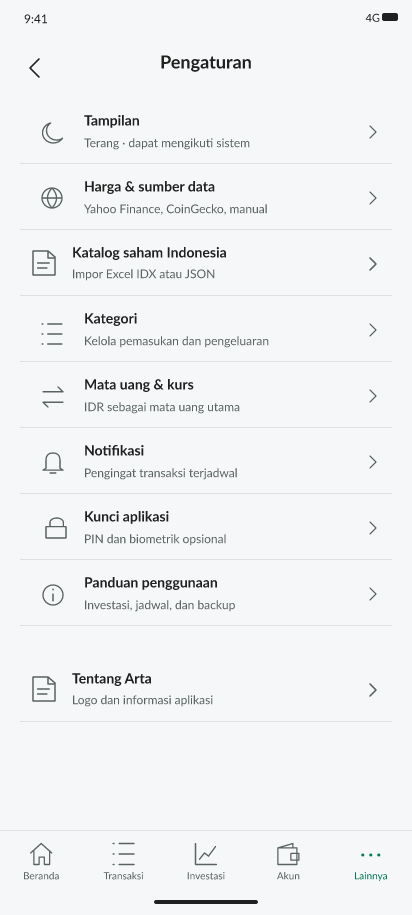 9:41
4G
Pengaturan
Tampilan
Terang · dapat mengikuti sistem
Harga & sumber data
Yahoo Finance, CoinGecko, manual
Katalog saham Indonesia
Impor Excel IDX atau JSON
Kategori
Kelola pemasukan dan pengeluaran
Mata uang & kurs
IDR sebagai mata uang utama
Notifikasi
Pengingat transaksi terjadwal
Kunci aplikasi
PIN dan biometrik opsional
Panduan penggunaan
Investasi, jadwal, dan backup
Tentang Arta
Logo dan informasi aplikasi
Beranda
Transaksi
Investasi
Akun
Lainnya